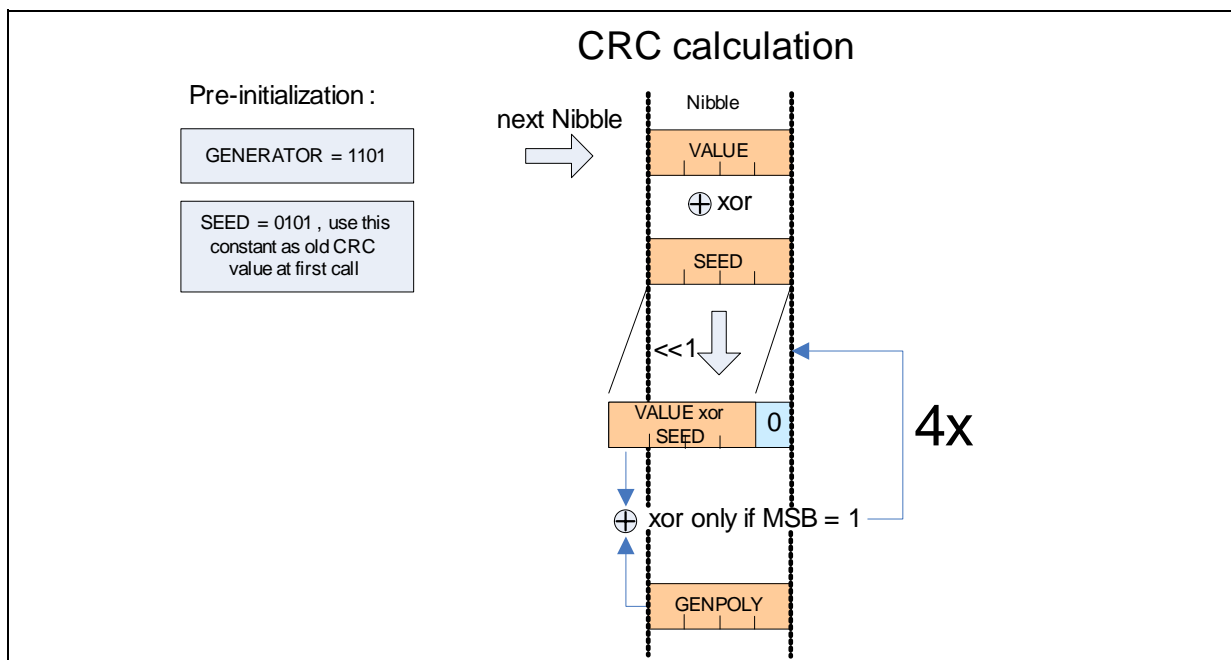 CRC calculation
Pre-initialization :
GENERATOR = 1101
SEED = 0101 , use this
constant as old CRC
value at first call
next Nibble
Nibble
VALUE
xor
SEED
<<1
VALUE xor
SEED
0
4x
xor only if MSB = 1
GENPOLY